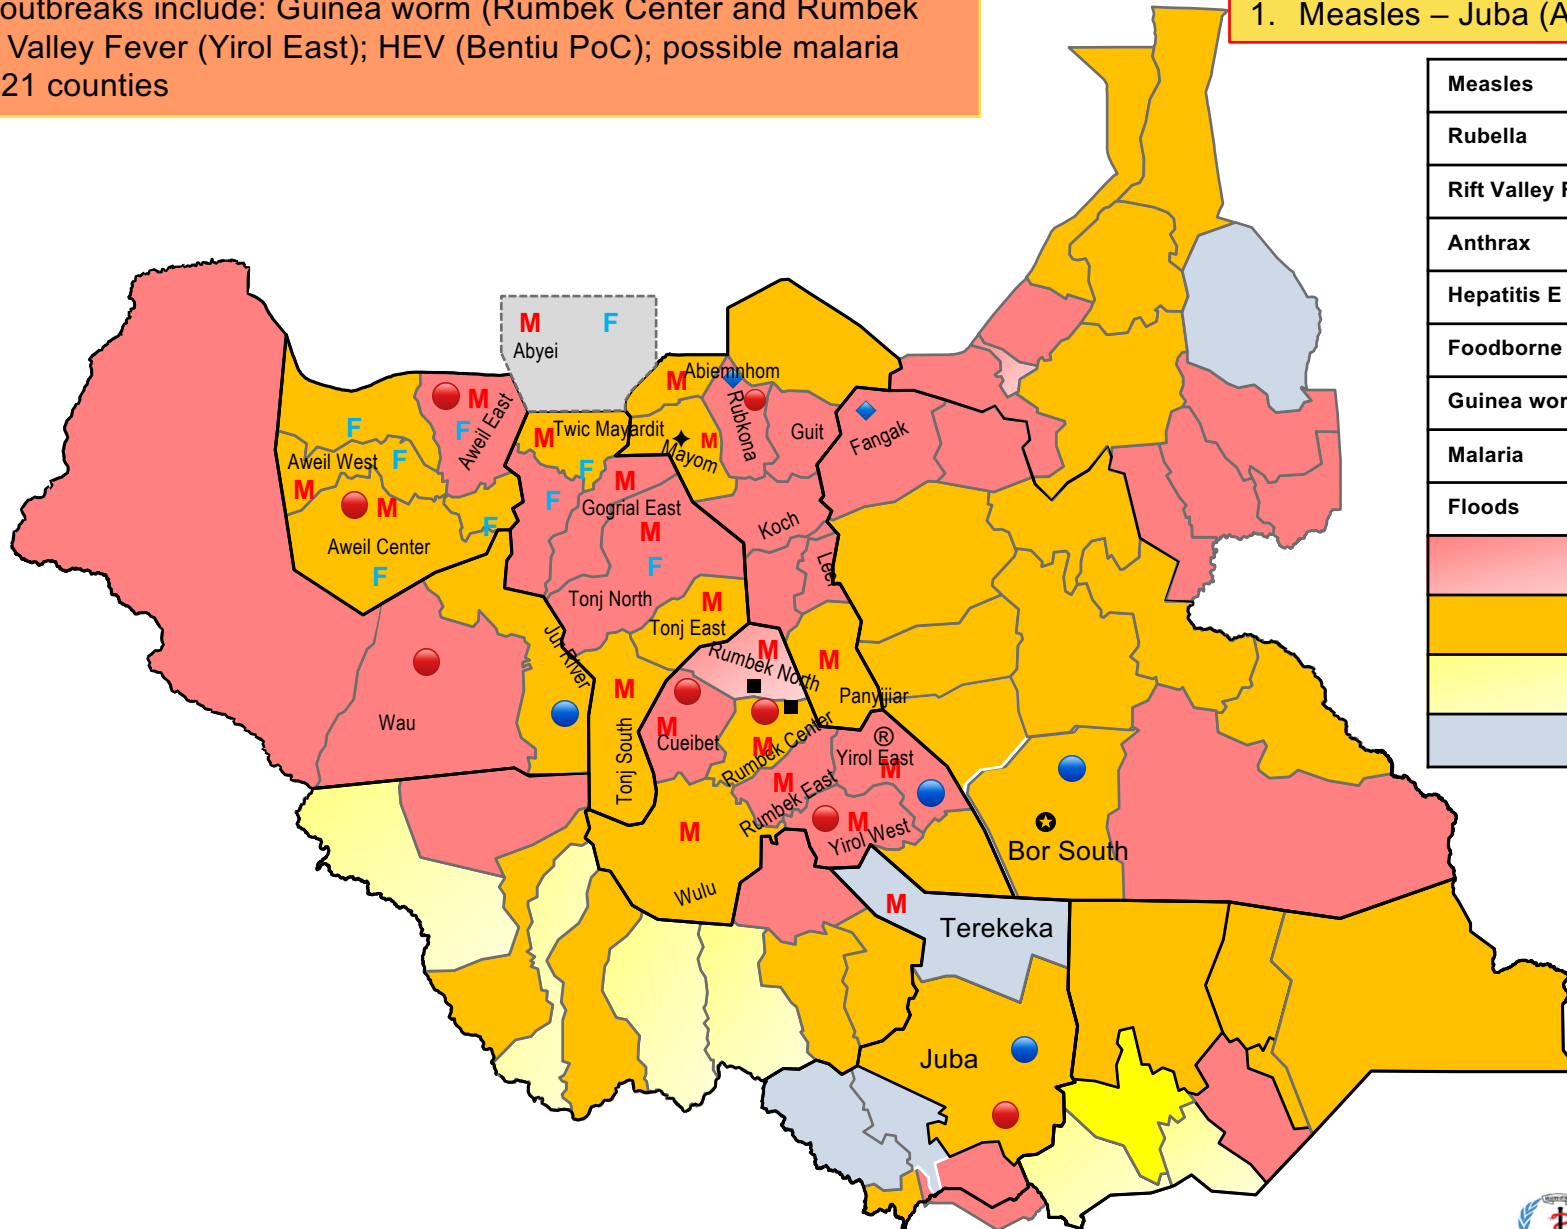 outbreaks include: Guinea worm (Rumbek Center and Rumbek
Valley Fever (Yirol East); HEV (Bentiu PoC); possible malaria
21 counties
1. Measles – Juba (A
Measles
Rubella
Rift Valley F
Anthrax
Hepatitis E
Foodborne
Guinea wor
Malaria
Floods
M F
Abyei
M Abiemnhom
M
Aweil East
F
F
Aweil West
F
M
M
Aweil Center
F
F
M Twic Mayardit
F
F
M
Mayom
Rubkona
Guit
Fangak
M
Gogrial East
M
F
Tonj North
Koch
Leer
M
Tonj East
Jur River
M
Rumbek North
M
Panyijiar
Wau
M
Tonj South
M
Cueibet
M
Rumbek Center
®
Yirol East
M
M
Rumbek East
M
Yirol West
M
Wulu
Bor South
M
Terekeka
Juba